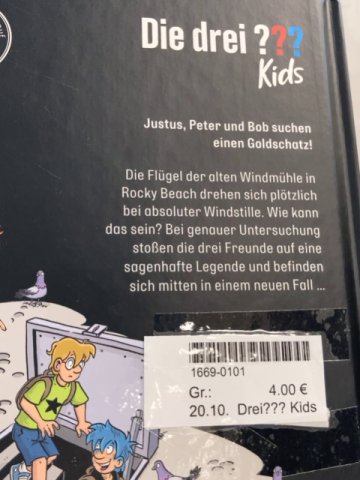 Die drei ???
Kids
Justus, Peter und Bob suchen
einen Goldschatz!
Die Flügel der alten Windmühle in
Rocky Beach drehen sich plötzlich
bei absoluter Windstille. Wie kann
das sein? Bei genauer Untersuchung
stoßen die drei Freunde auf eine
sagenhafte Legende und befinden
sich mitten in einem neuen Fall ...
1669-0101
Gr.: 4.00 €
20.10. Drei??? Kids